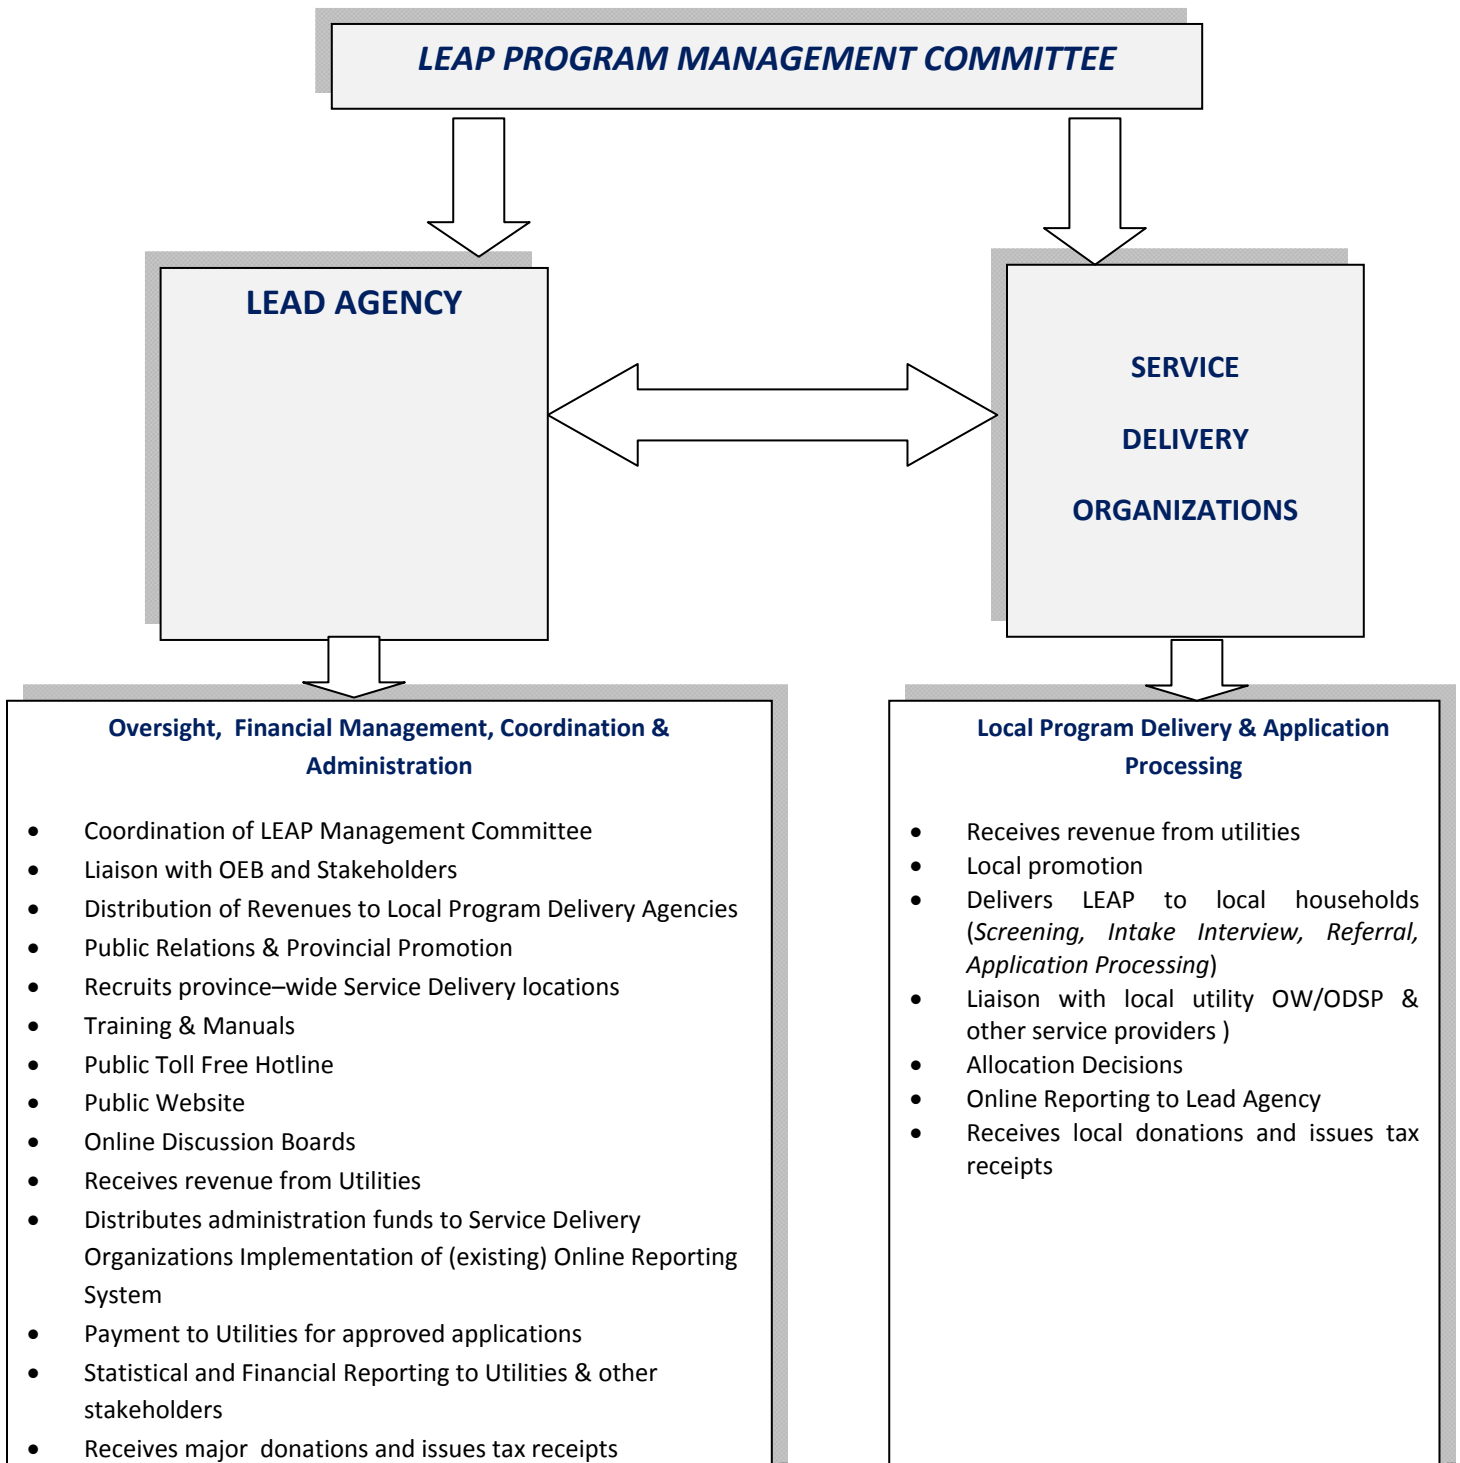 LEAP PROGRAM MANAGEMENT COMMITTEE
LEAD AGENCY
SERVICE
DELIVERY
ORGANIZATIONS
Oversight, Financial Management, Coordination &
Administration
• Coordination of LEAP Management Committee
• Liaison with OEB and Stakeholders
• Distribution of Revenues to Local Program Delivery Agencies
• Public Relations & Provincial Promotion
• Recruits province–wide Service Delivery locations
• Training & Manuals
• Public Toll Free Hotline
• Public Website
• Online Discussion Boards
• Receives revenue from Utilities
• Distributes administration funds to Service Delivery
Organizations Implementation of (existing) Online Reporting
System
• Payment to Utilities for approved applications
• Statistical and Financial Reporting to Utilities & other
stakeholders
• Receives major donations and issues tax receipts
Local Program Delivery & Application
Processing
• Receives revenue from utilities
• Local promotion
• Delivers LEAP to local households
(Screening, Intake Interview, Referral,
Application Processing)
• Liaison with local utility OW/ODSP &
other service providers )
• Allocation Decisions
• Online Reporting to Lead Agency
• Receives local donations and issues tax
receipts